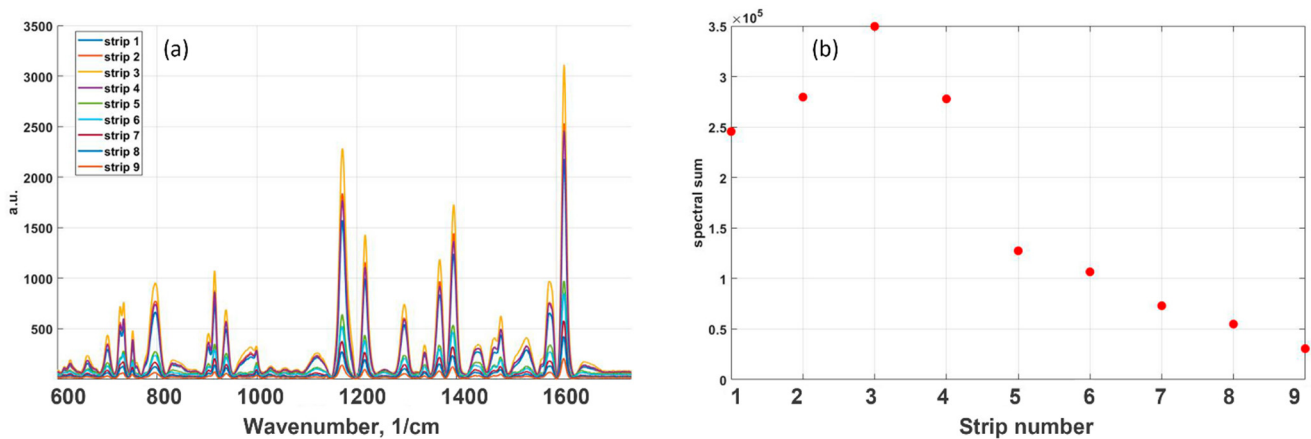 (a)
3500
3000
2500
2000
1500
1000
500
a.u.
strip 1
strip 2
strip 3
strip 4
strip 5
strip 6
strip 7
strip 8
strip 9
600 800 1000 1200 1400 1600
Wavenumber, 1/cm
(b)
×10⁵
3.5
3
2.5
2
1.5
1
0.5
0
spectral sum
1 2 3 4 5 6 7 8 9
Strip number